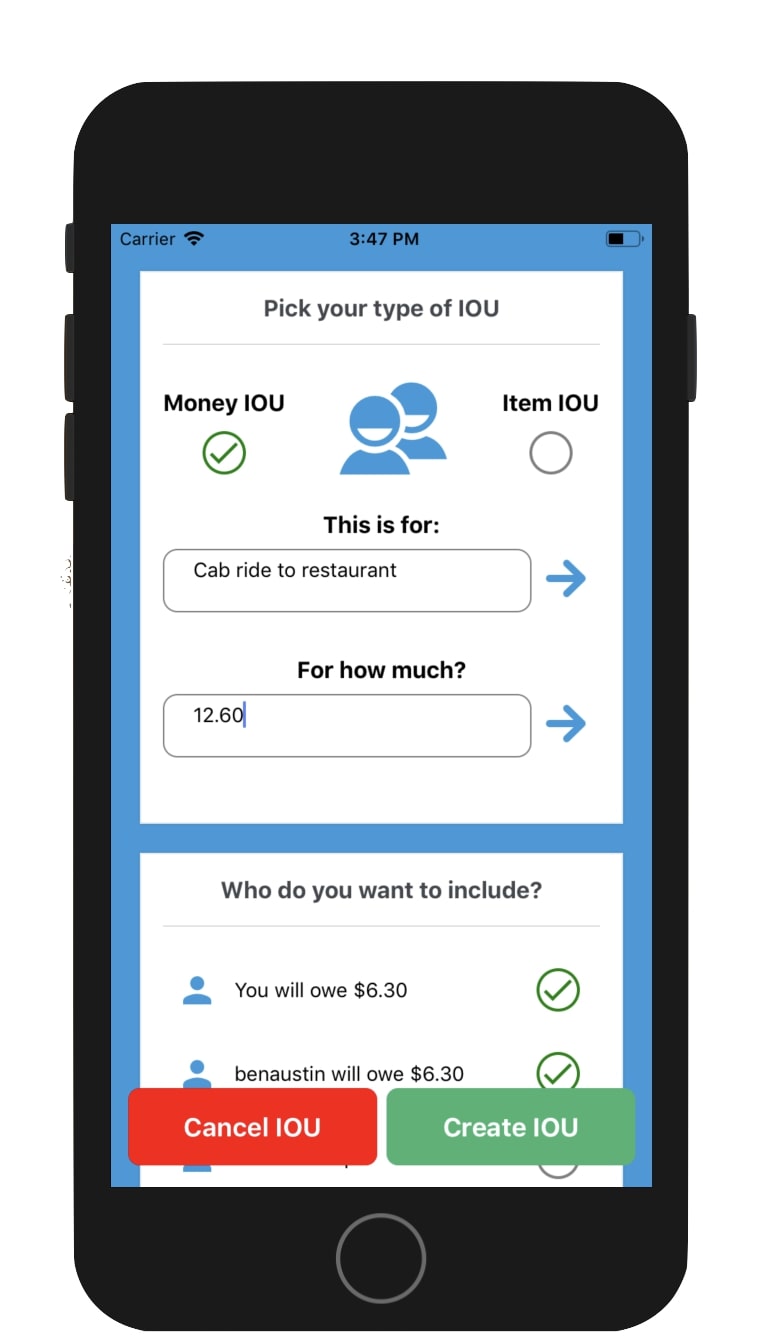 Carrier 3:47 PM
Pick your type of IOU
Money IOU Item IOU
This is for:
Cab ride to restaurant
For how much?
12.60
Who do you want to include?
You will owe $6.30
benaustin will owe $6.30
Cancel IOU Create IOU